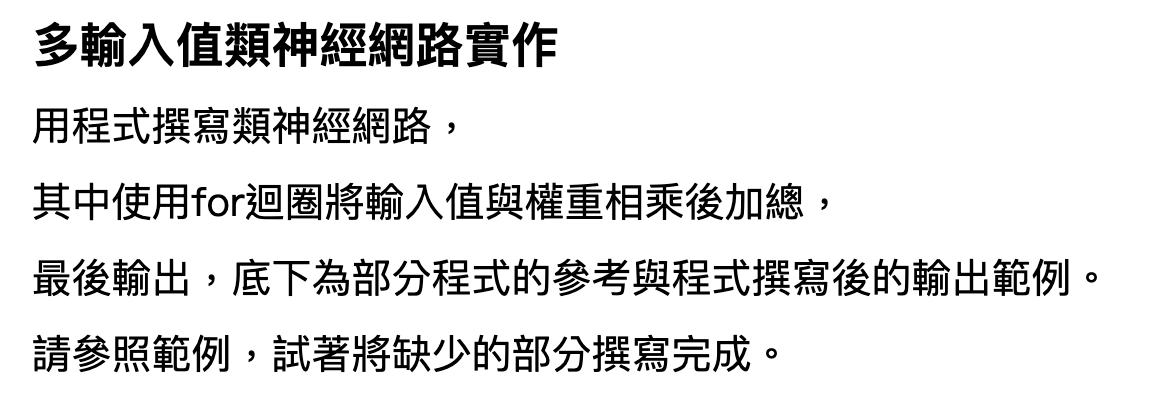 多輸入值類神經網路實作
用程式撰寫類神經網路，
其中使用for迴圈將輸入值與權重相乘後加總，
最後輸出，底下為部分程式的參考與程式撰寫後的輸出範例。
請參照範例，試著將缺少的部分撰寫完成。